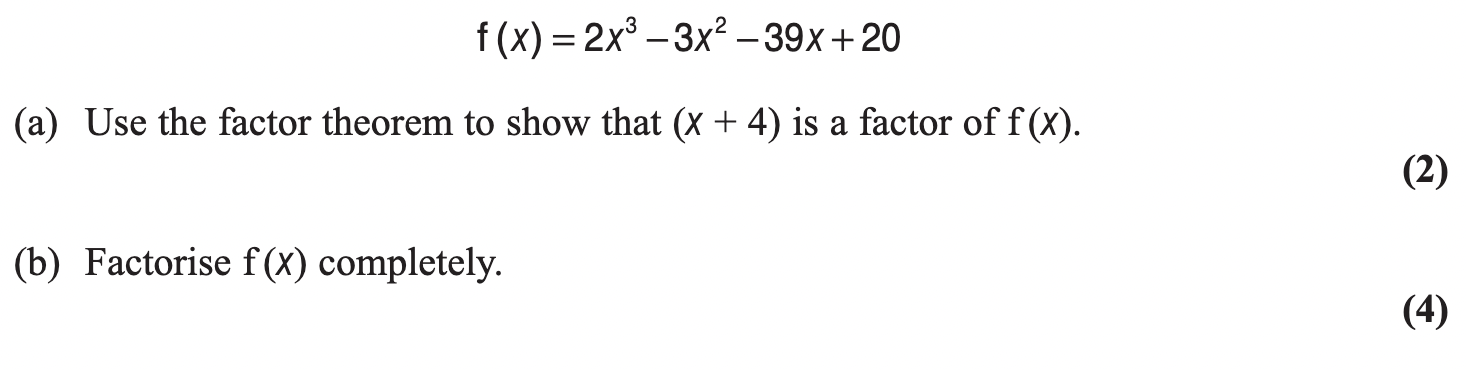 f(x) = 2x³ – 3x² – 39x + 20
(a) Use the factor theorem to show that (x + 4) is a factor of f(x).
(2)
(b) Factorise f(x) completely.
(4)